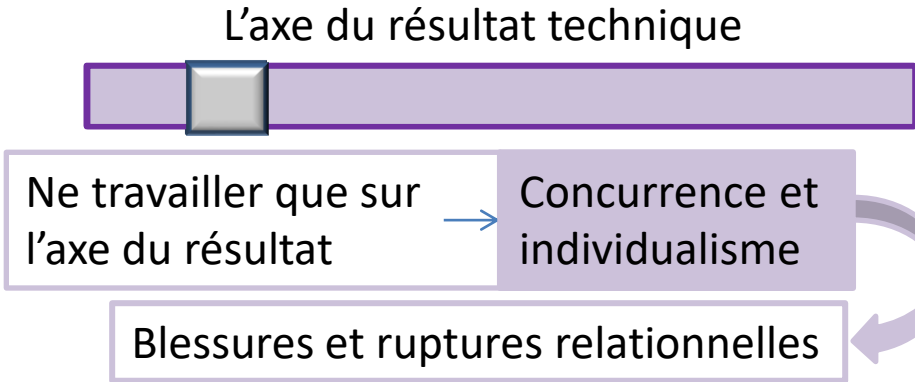 L'axe du résultat technique
Ne travailler que sur
l'axe du résultat
Concurrence et
individualisme
Blessures et ruptures relationnelles